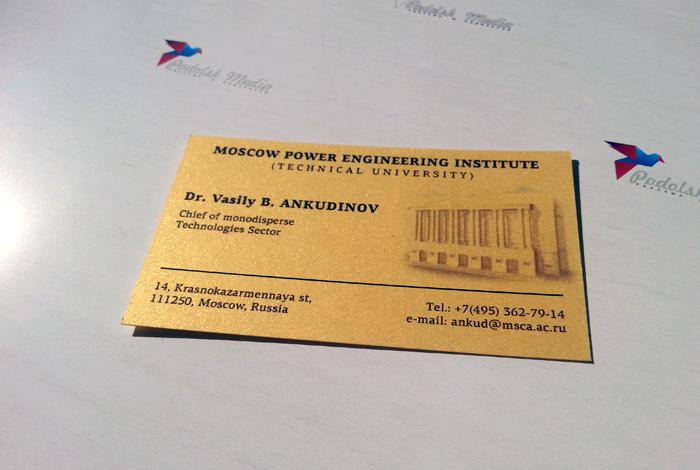 Podolsk Media
Podolsk Media
MOSCOW POWER ENGINEERING INSTITUTE
(TECHNICAL UNIVERSITY)
Dr. Vasily B. ANKUDINOV
Chief of monodisperse
Technologies Sector
14, Krasnokazarmennaya st,
111250, Moscow, Russia
Tel.: +7(495) 362-79-14
e-mail: ankud@msca.ac.ru
Podolsk